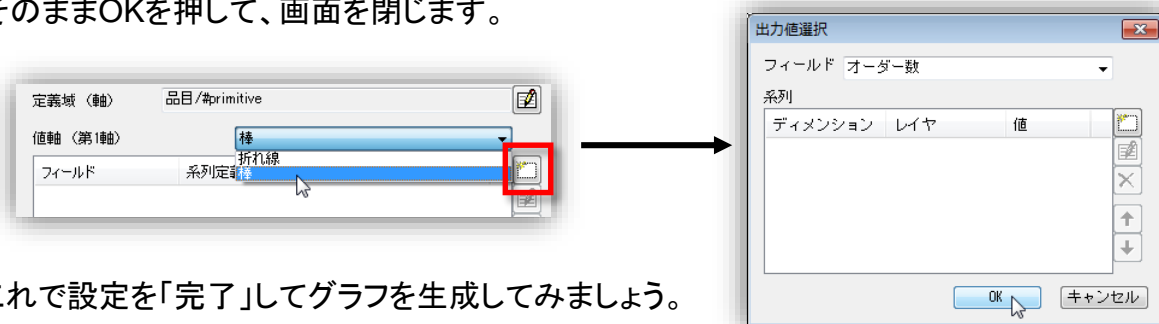 そのままOKを押して、画面を閉じます。
定義域（軸） 品目/#primitive
値軸（第1軸） 棒
折れ線
棒
フィールド 系列定
出力値選択
フィールド オーダー数
系列
ディメンション レイヤ 値
OK キャンセル
これで設定を「完了」してグラフを生成してみましょう。